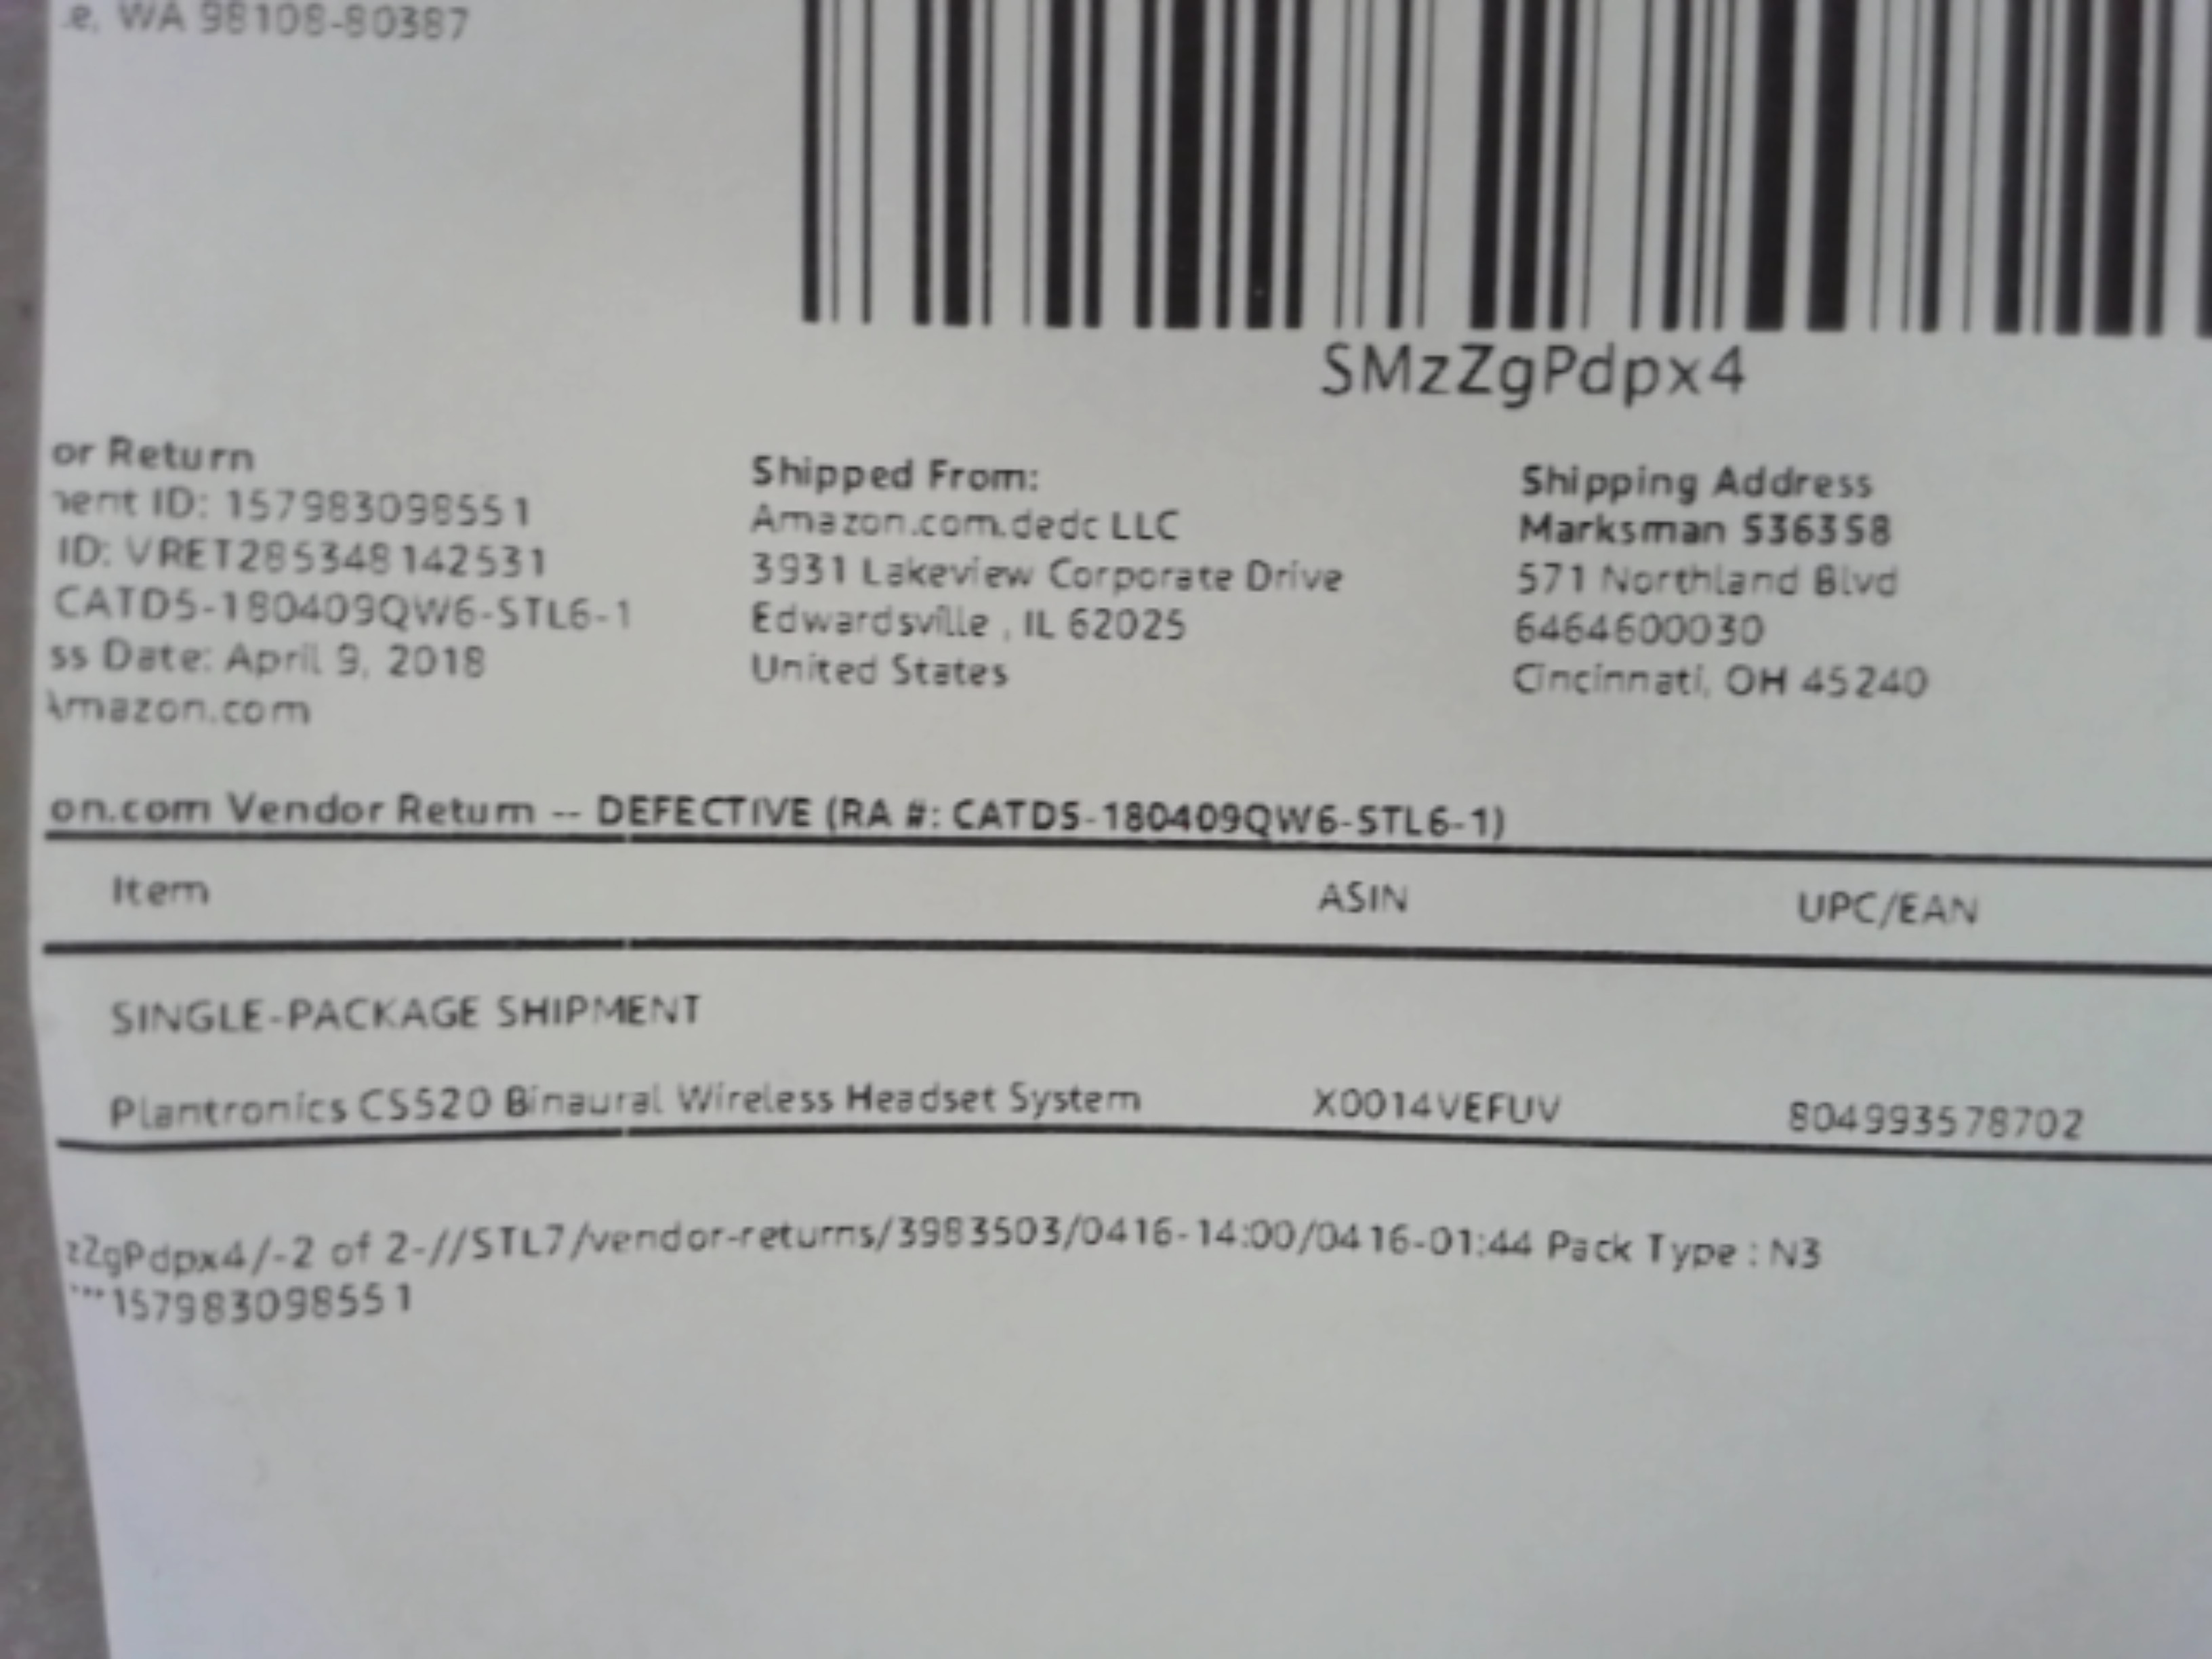 e, WA 98108-80387
SMzZgPdpx4
or Return
nent ID: 157983098551
ID: VRET285348142531
CATD5-180409QW6-STL6-1
ss Date: April 9, 2018
Amazon.com
Shipped From:
Amazon.com.dedc LLC
3931 Lakeview Corporate Drive
Edwardsville , IL 62025
United States
Shipping Address
Marksman 536358
571 Northland Blvd
6464600030
Cincinnati, OH 45240
on.com Vendor Return -- DEFECTIVE (RA #: CATD5-180409QW6-STL6-1)
Item ASIN UPC/EAN
SINGLE-PACKAGE SHIPMENT
Plantronics CS520 Binaural Wireless Headset System X0014VEFUV 804993578702
zZgPdpx4/-2 of 2-//STL7/vendor-returns/3983503/0416-14:00/0416-01:44 Pack Type : N3
157983098551